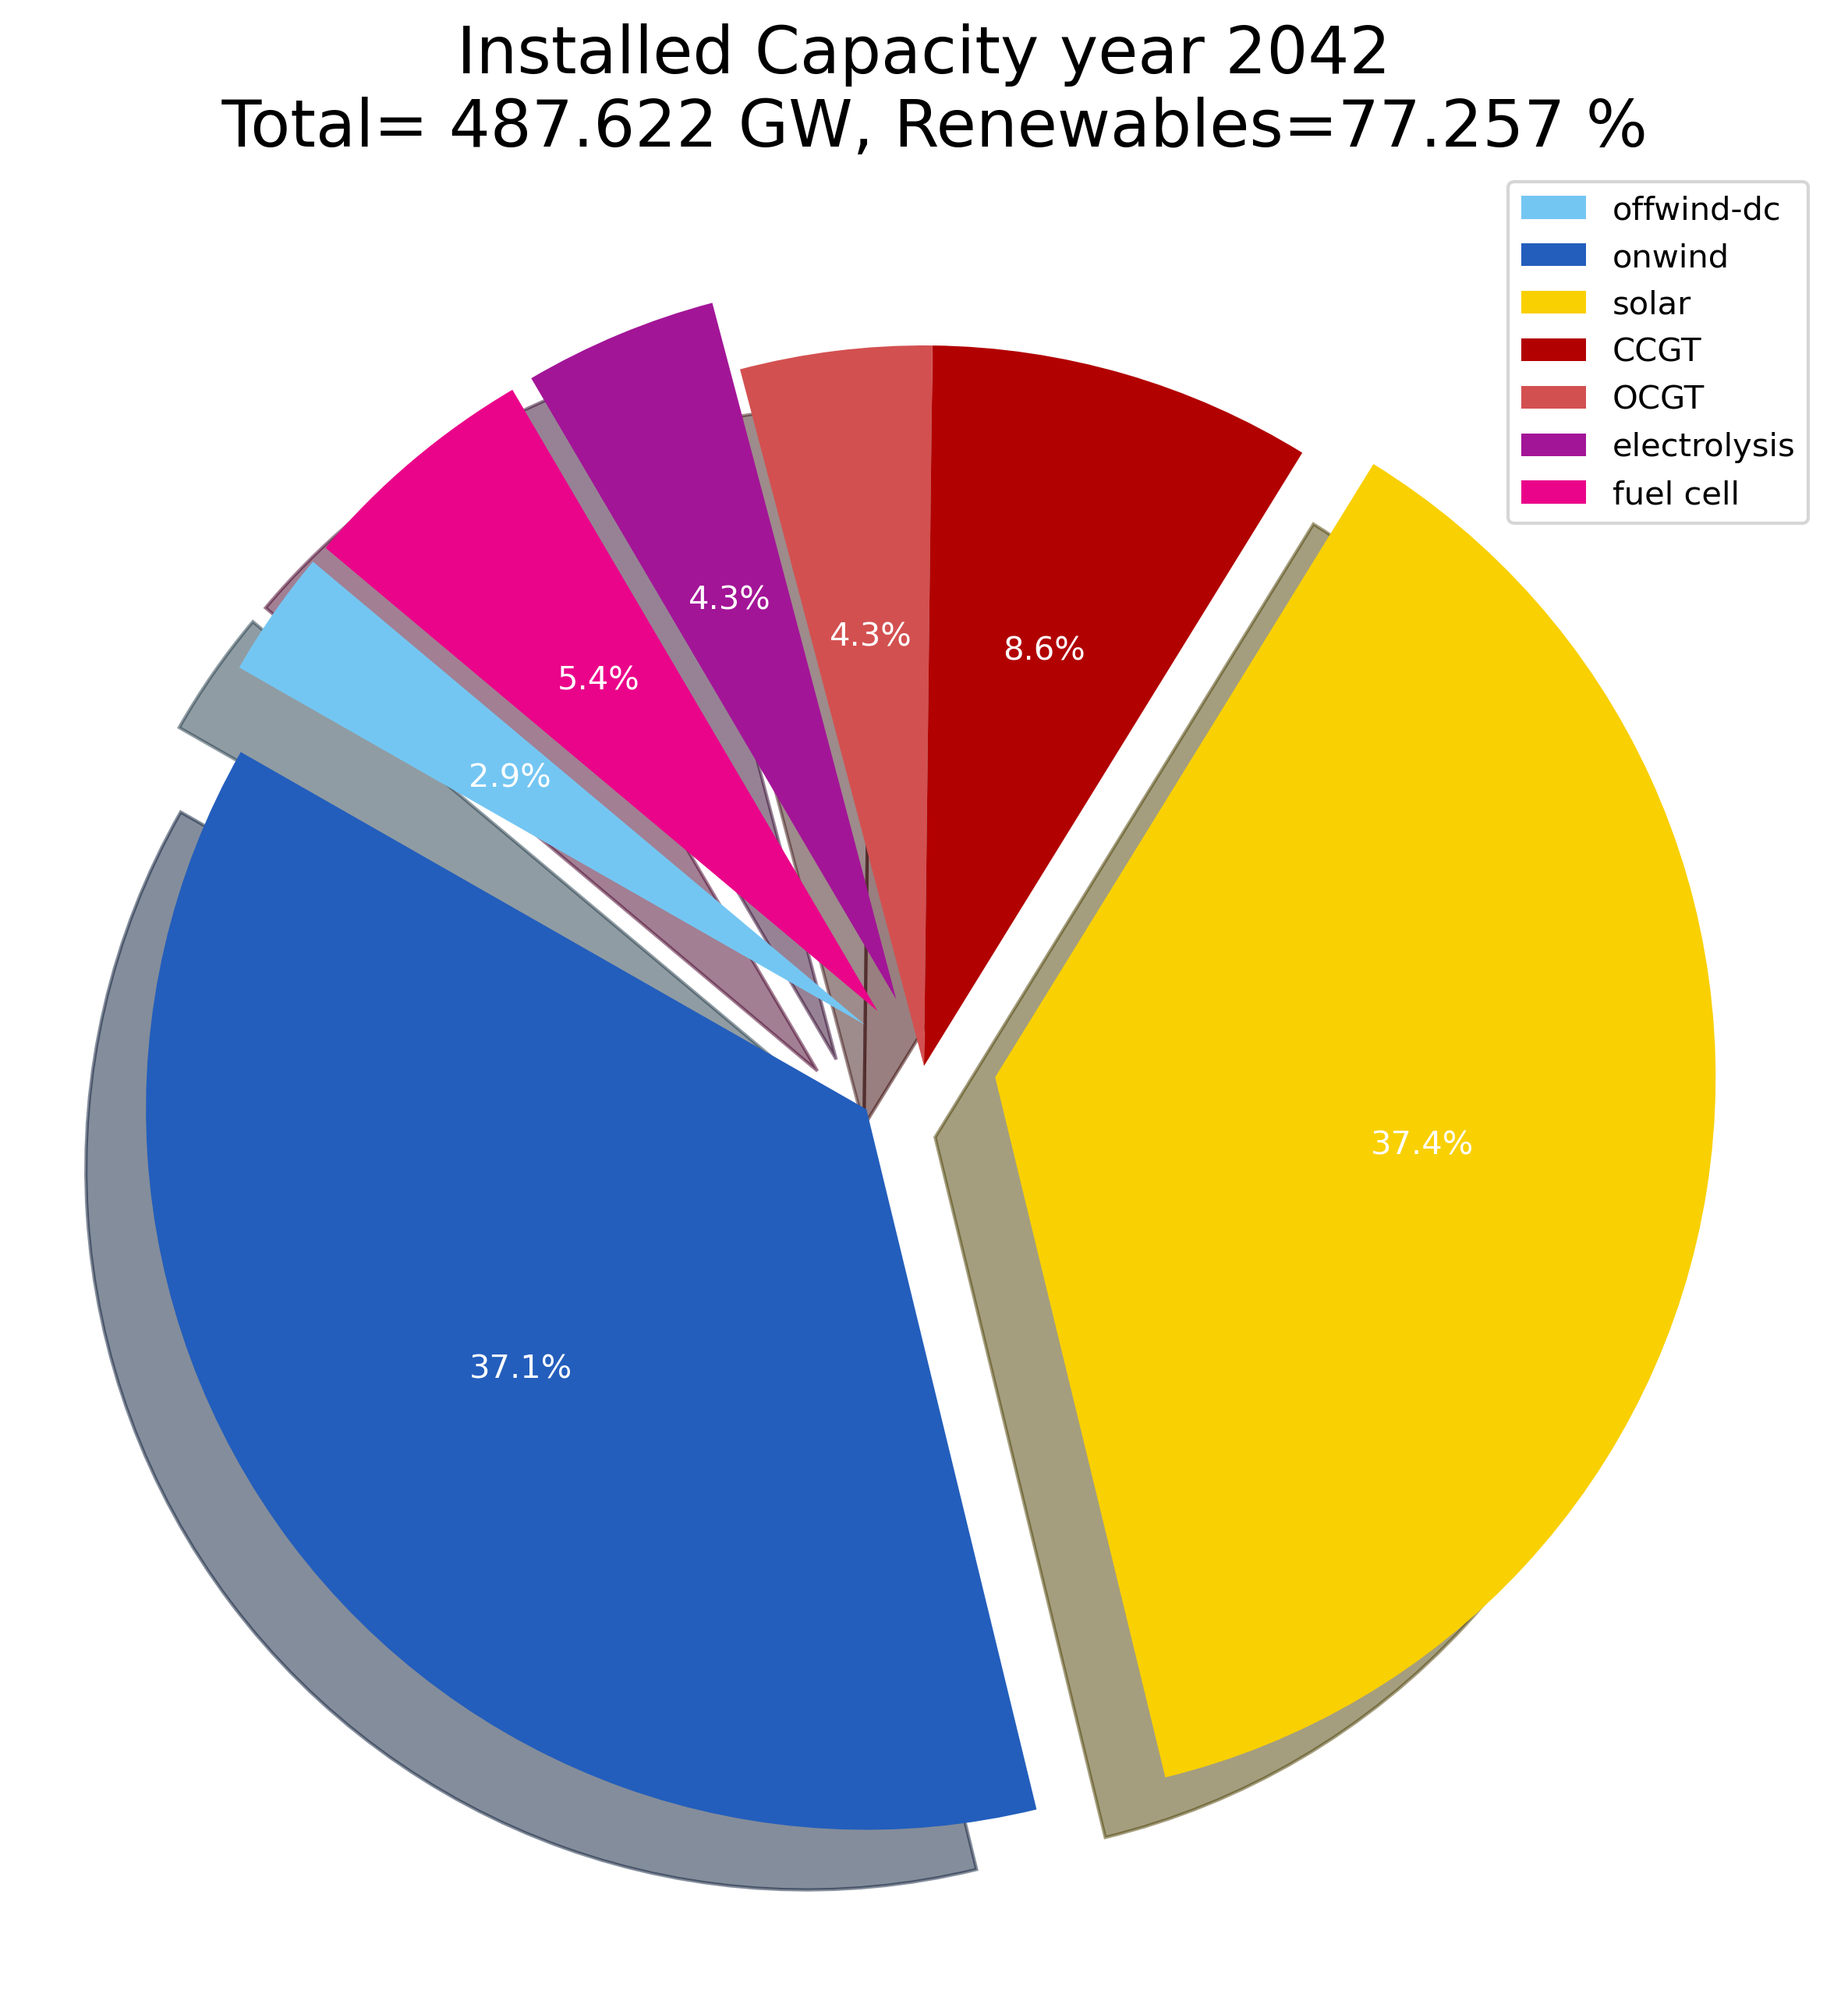 Installed Capacity year 2042
Total= 487.622 GW, Renewables=77.257 %
offwind-dc
onwind
solar
CCGT
OCGT
electrolysis
fuel cell
4.3%
4.3%
8.6%
5.4%
2.9%
37.4%
37.1%